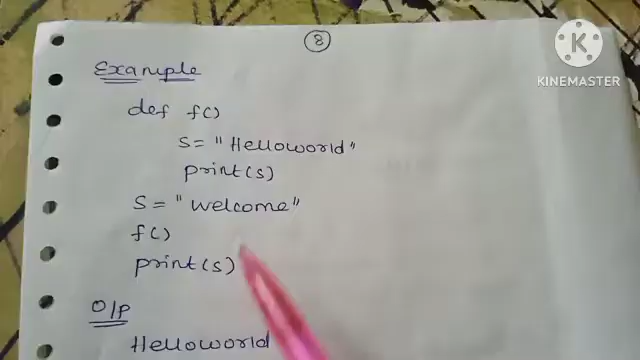 8
KINEMASTER
Example
def f()
s= "Helloworld"
print(s)
s= "welcome"
f()
print(s)
O/p
Helloworld